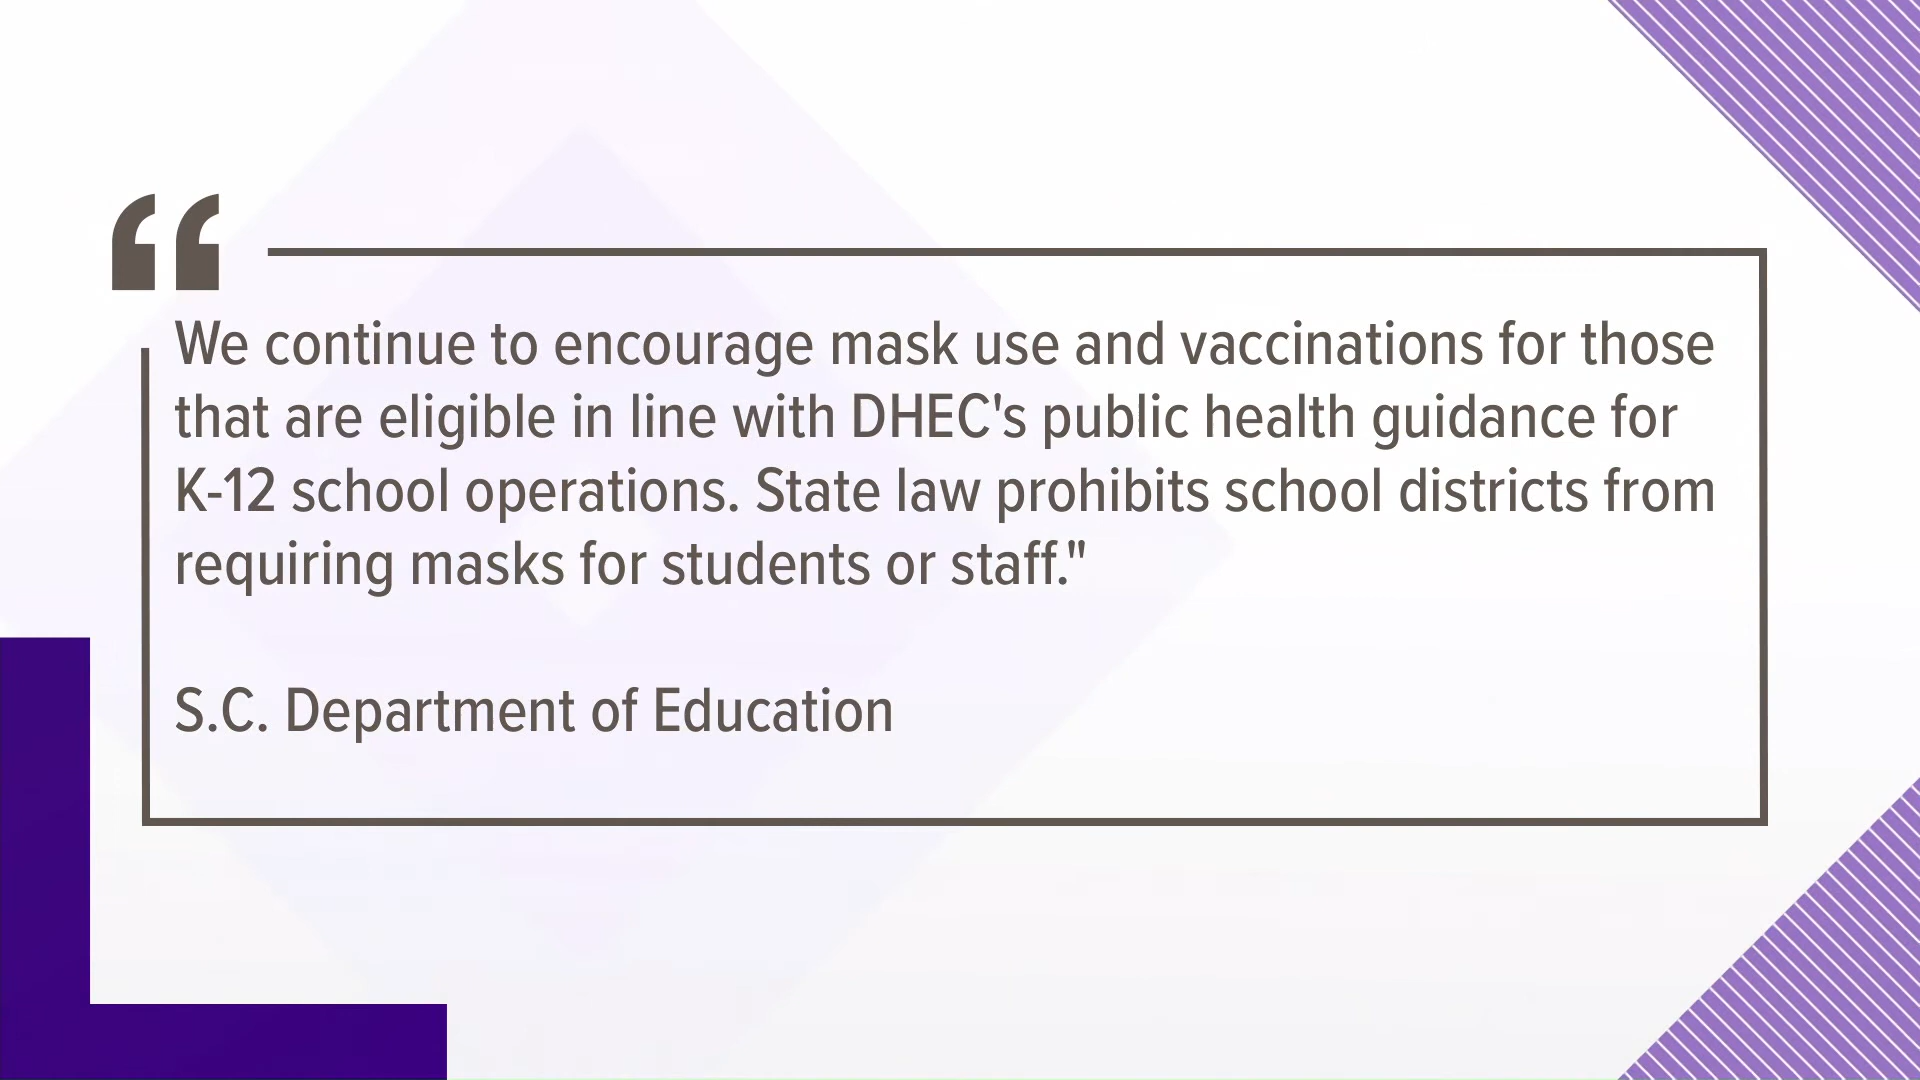 “
We continue to encourage mask use and vaccinations for those
that are eligible in line with DHEC's public health guidance for
K-12 school operations. State law prohibits school districts from
requiring masks for students or staff."
S.C. Department of Education